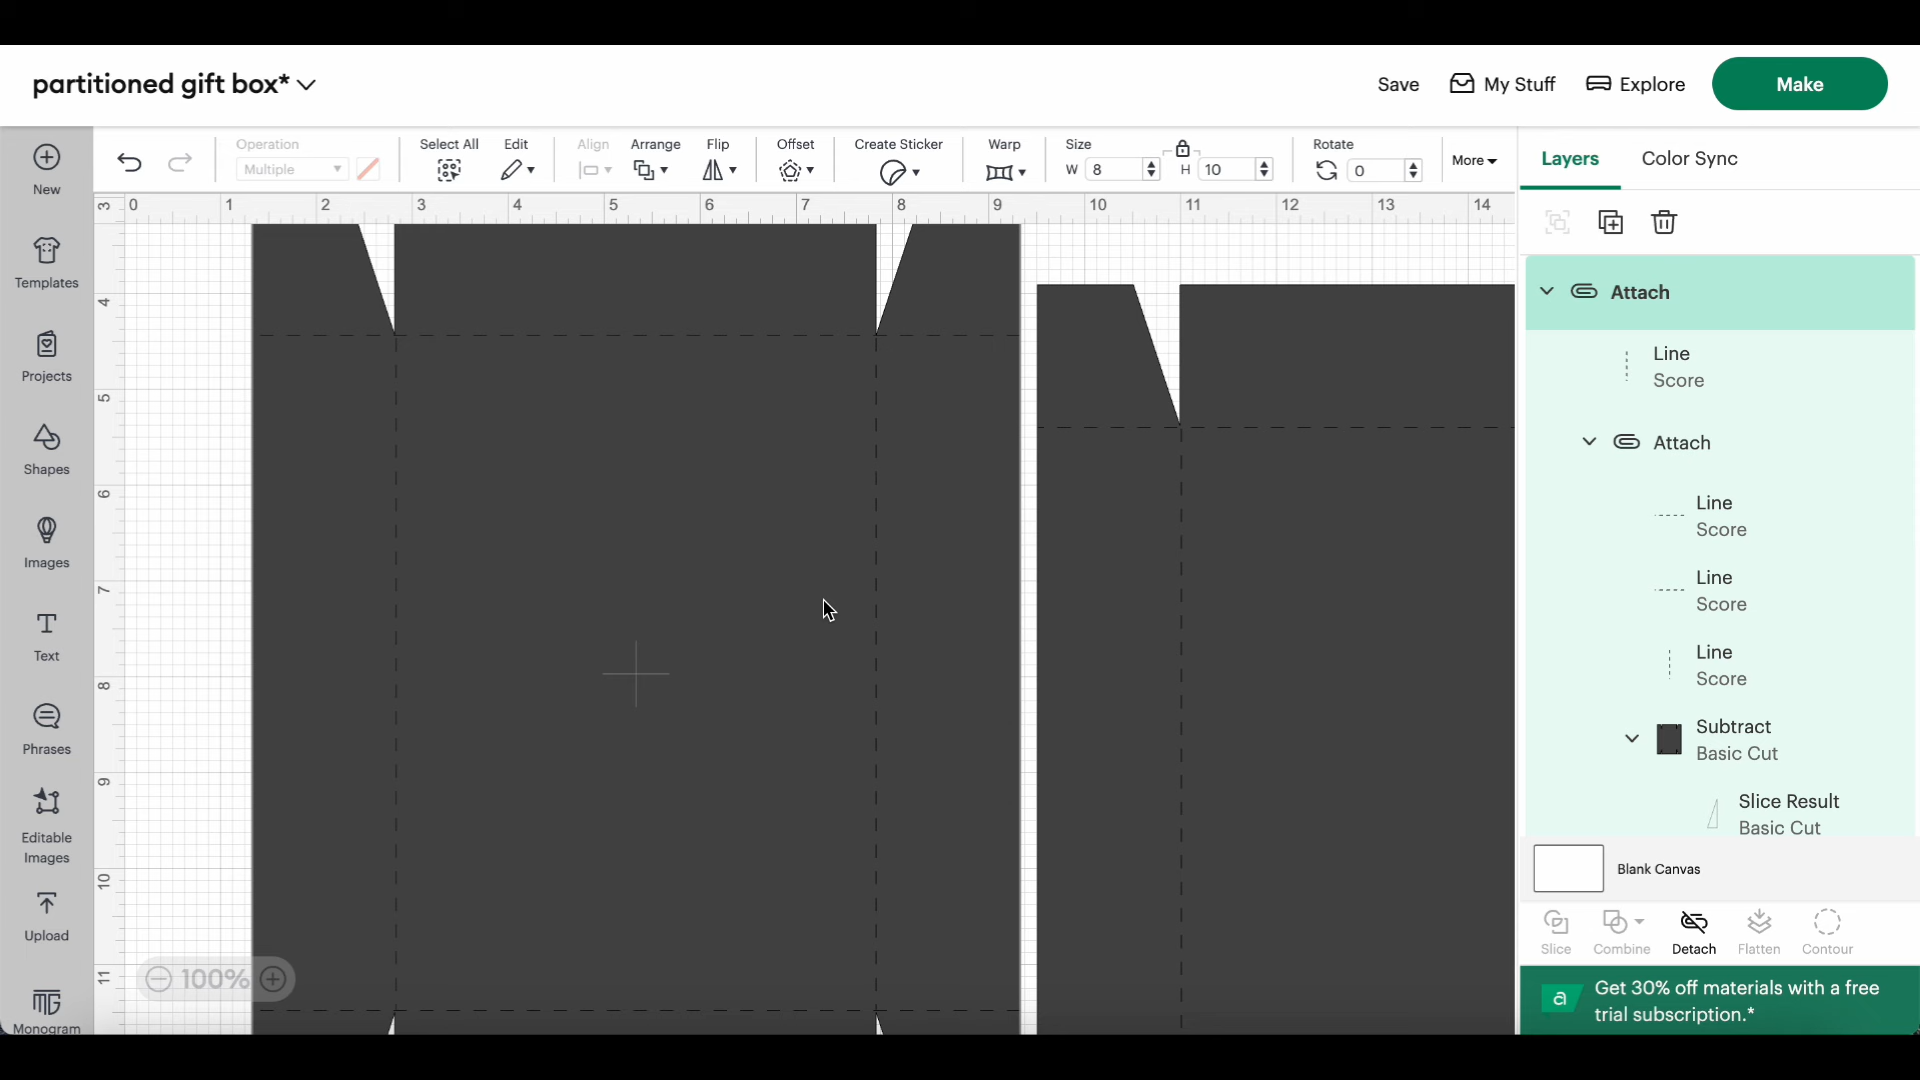 partitioned gift box*
Save
My Stuff
Explore
Make
Operation
Multiple
Select All
Edit
Align
Arrange
Flip
Offset
Create Sticker
Warp
Size
W 8
H 10
Rotate
0
More
Layers
Color Sync
New
Templates
Projects
Shapes
Images
Text
Phrases
Editable
Images
Upload
Monogram
3 0 1 2 3 4 5 6 7 8 9 10 11 12 13 14
4
5
6
7
8
9
10
11
100%
Attach
Line
Score
Attach
Line
Score
Line
Score
Line
Score
Subtract
Basic Cut
Slice Result
Basic Cut
Blank Canvas
Slice
Combine
Detach
Flatten
Contour
a
Get 30% off materials with a free
trial subscription.*